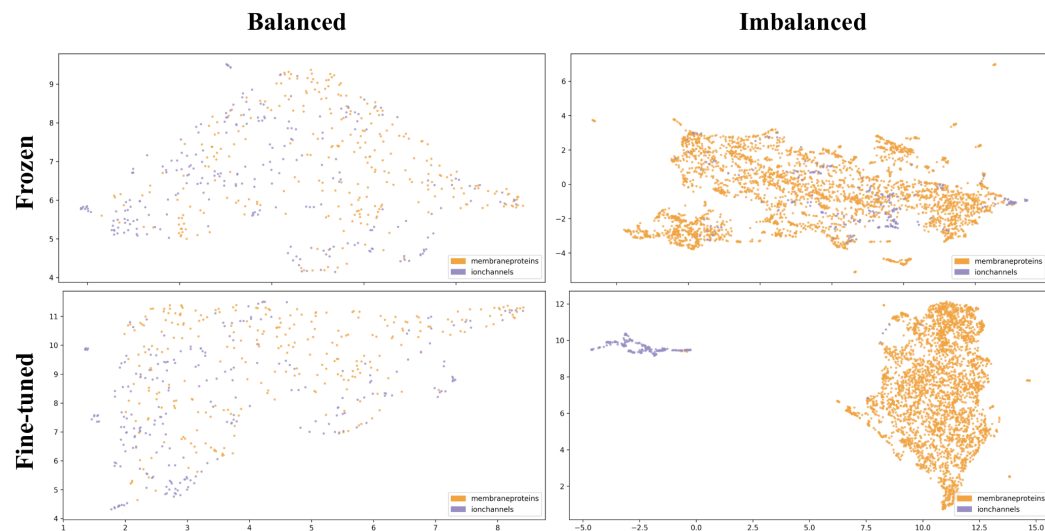 Balanced
Imbalanced
Frozen
9
8
7
6
5
4
membraneproteins
ionchannels
6
4
2
0
−2
−4
membraneproteins
ionchannels
Fine-tuned
11
10
9
8
7
6
5
4
membraneproteins
ionchannels
1 2 3 4 5 6 7 8
12
10
8
6
4
2
membraneproteins
ionchannels
−5.0 −2.5 0.0 2.5 5.0 7.5 10.0 12.5 15.0